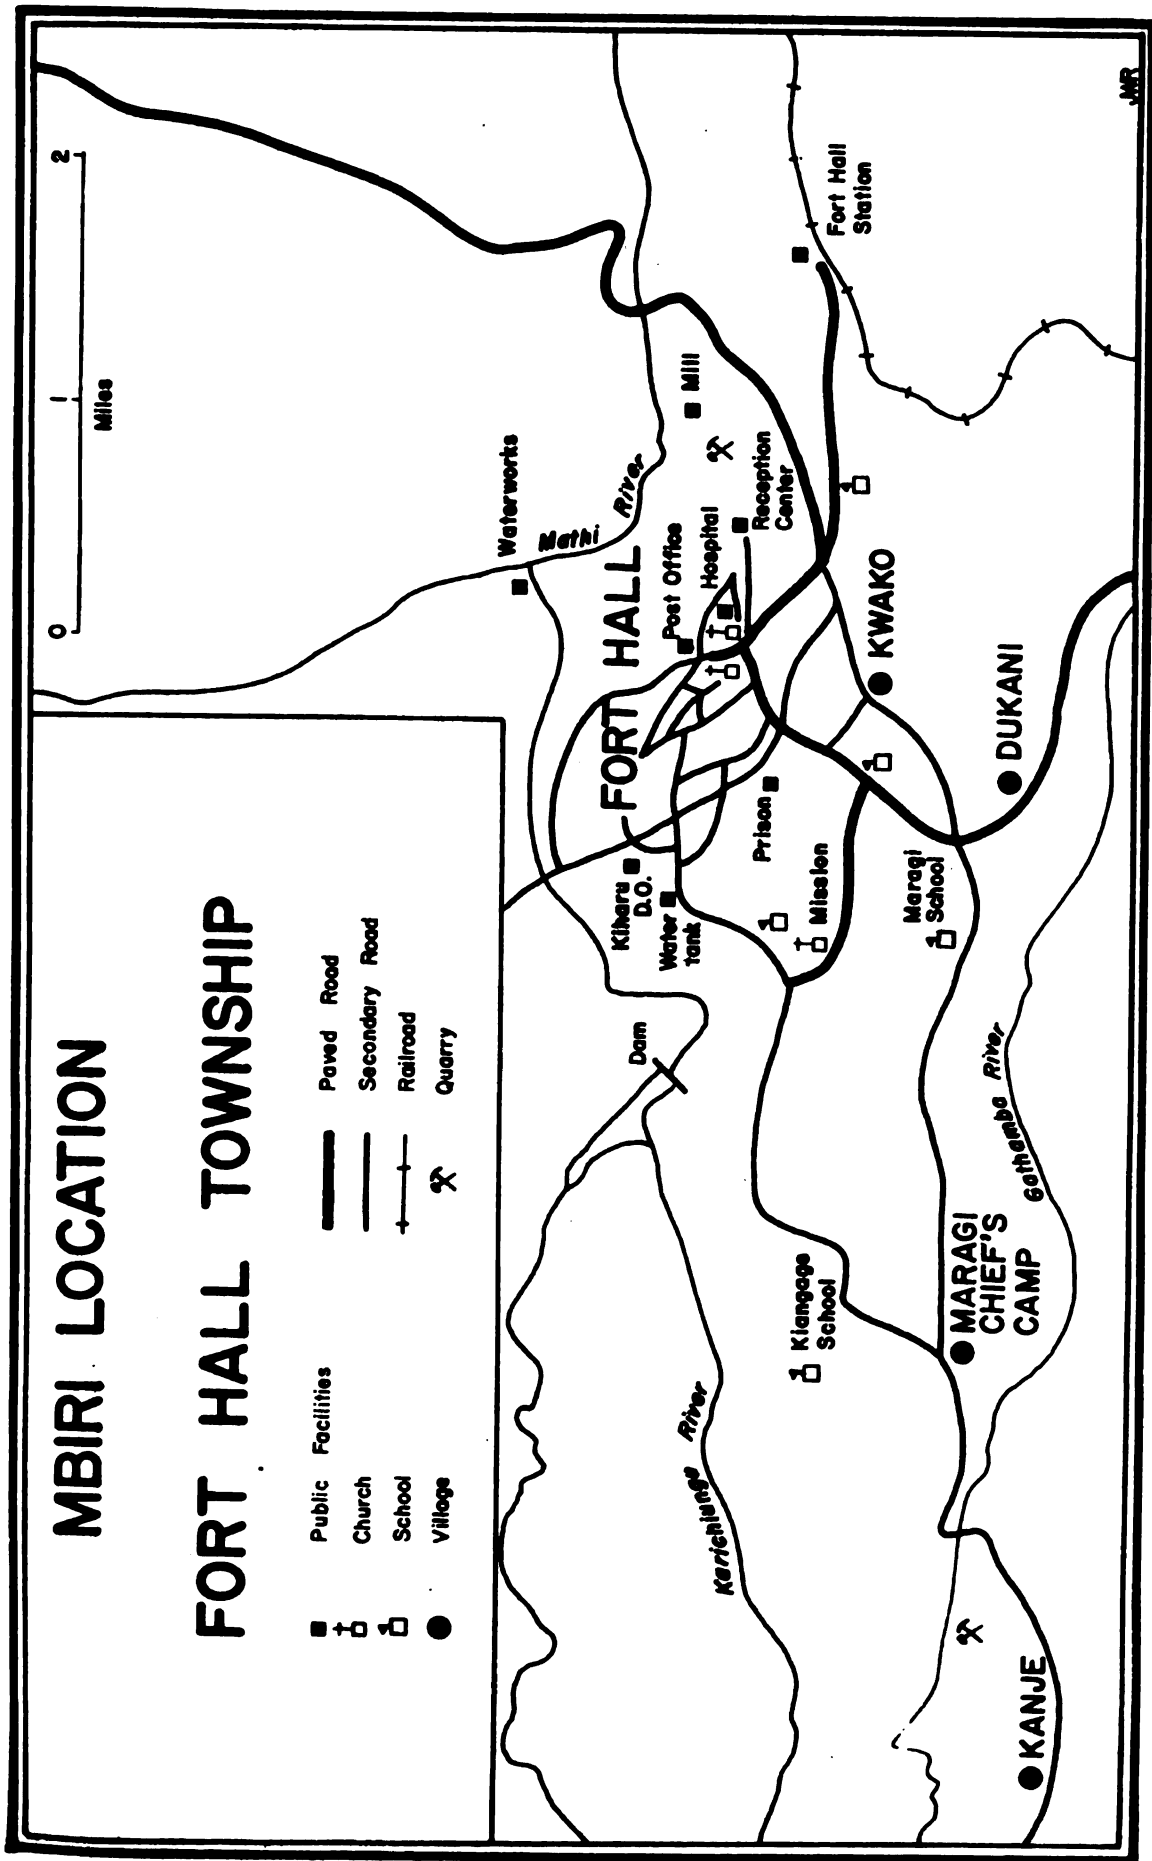 MBIRI LOCATION
FORT HALL TOWNSHIP
Public Facilities
Church
School
Village
Paved Road
Secondary Road
Railroad
Quarry
0 1 2
Miles
Waterworks
Mathi River
FORT HALL
Post Office
Hospital
Mill
Reception
Center
Fort Hall
Station
Kiharu
D.O.
Water
tank
Prison
Mission
KWAKO
DUKANI
Maragi
School
Dam
Kiangage
School
Karichiungu River
MARAGI
CHIEF'S
CAMP
Gathamba River
KANJE
JWR